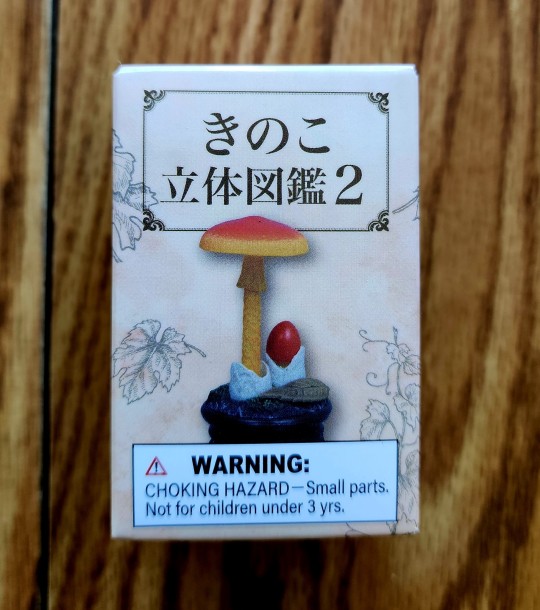 きのこ
立体図鑑2
WARNING:
CHOKING HAZARD—Small parts.
Not for children under 3 yrs.